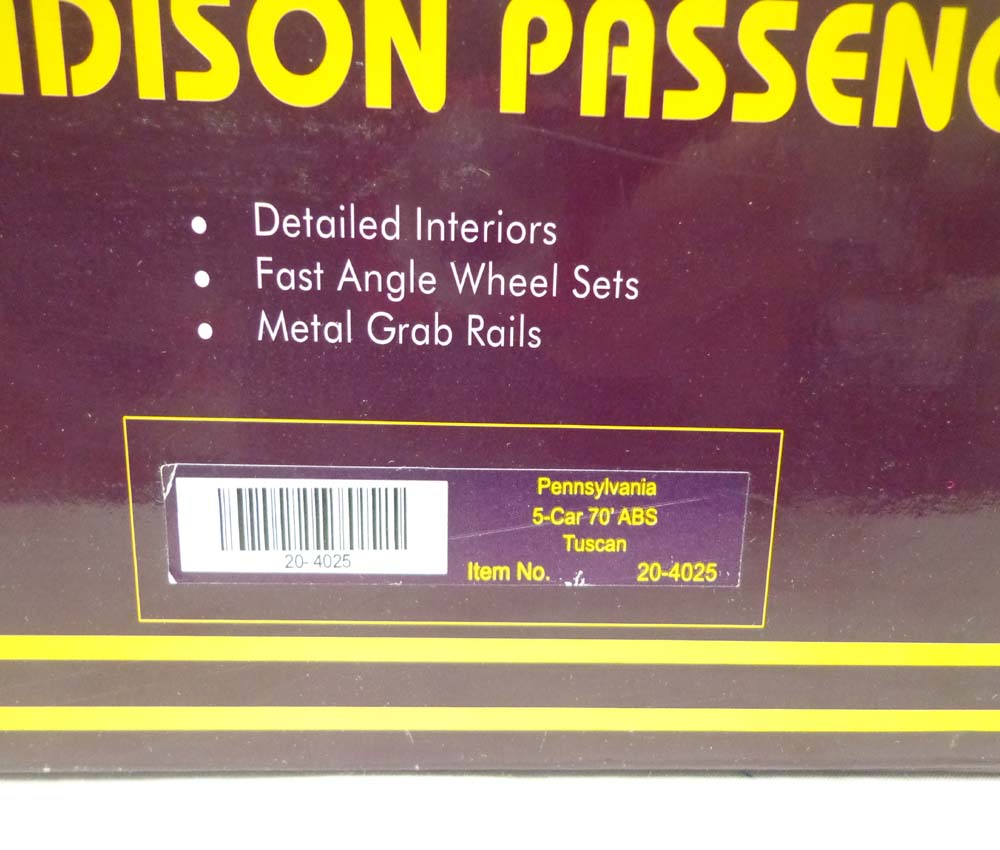 ADISON PASSENG
• Detailed Interiors
• Fast Angle Wheel Sets
• Metal Grab Rails
20-4025
Pennsylvania
5-Car 70' ABS
Tuscan
Item No. 20-4025